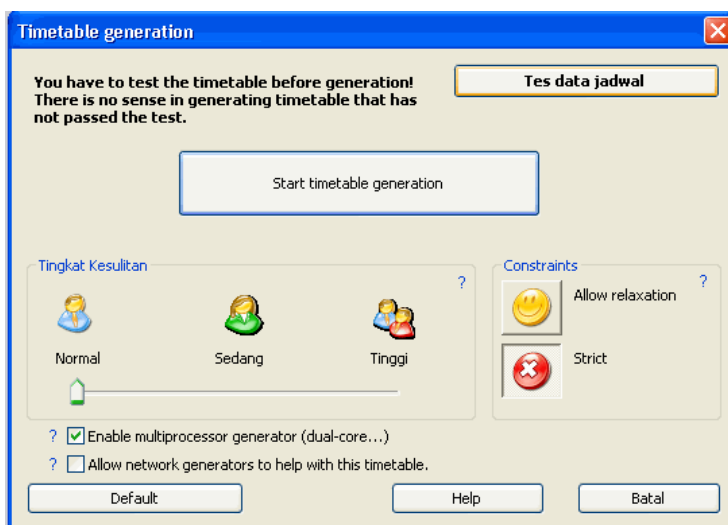 Timetable generation
You have to test the timetable before generation!
There is no sense in generating timetable that has
not passed the test.
Tes data jadwal
Start timetable generation
Tingkat Kesulitan
?
Normal
Sedang
Tinggi
Constraints
?
Allow relaxation
Strict
? Enable multiprocessor generator (dual-core...)
? Allow network generators to help with this timetable.
Default
Help
Batal